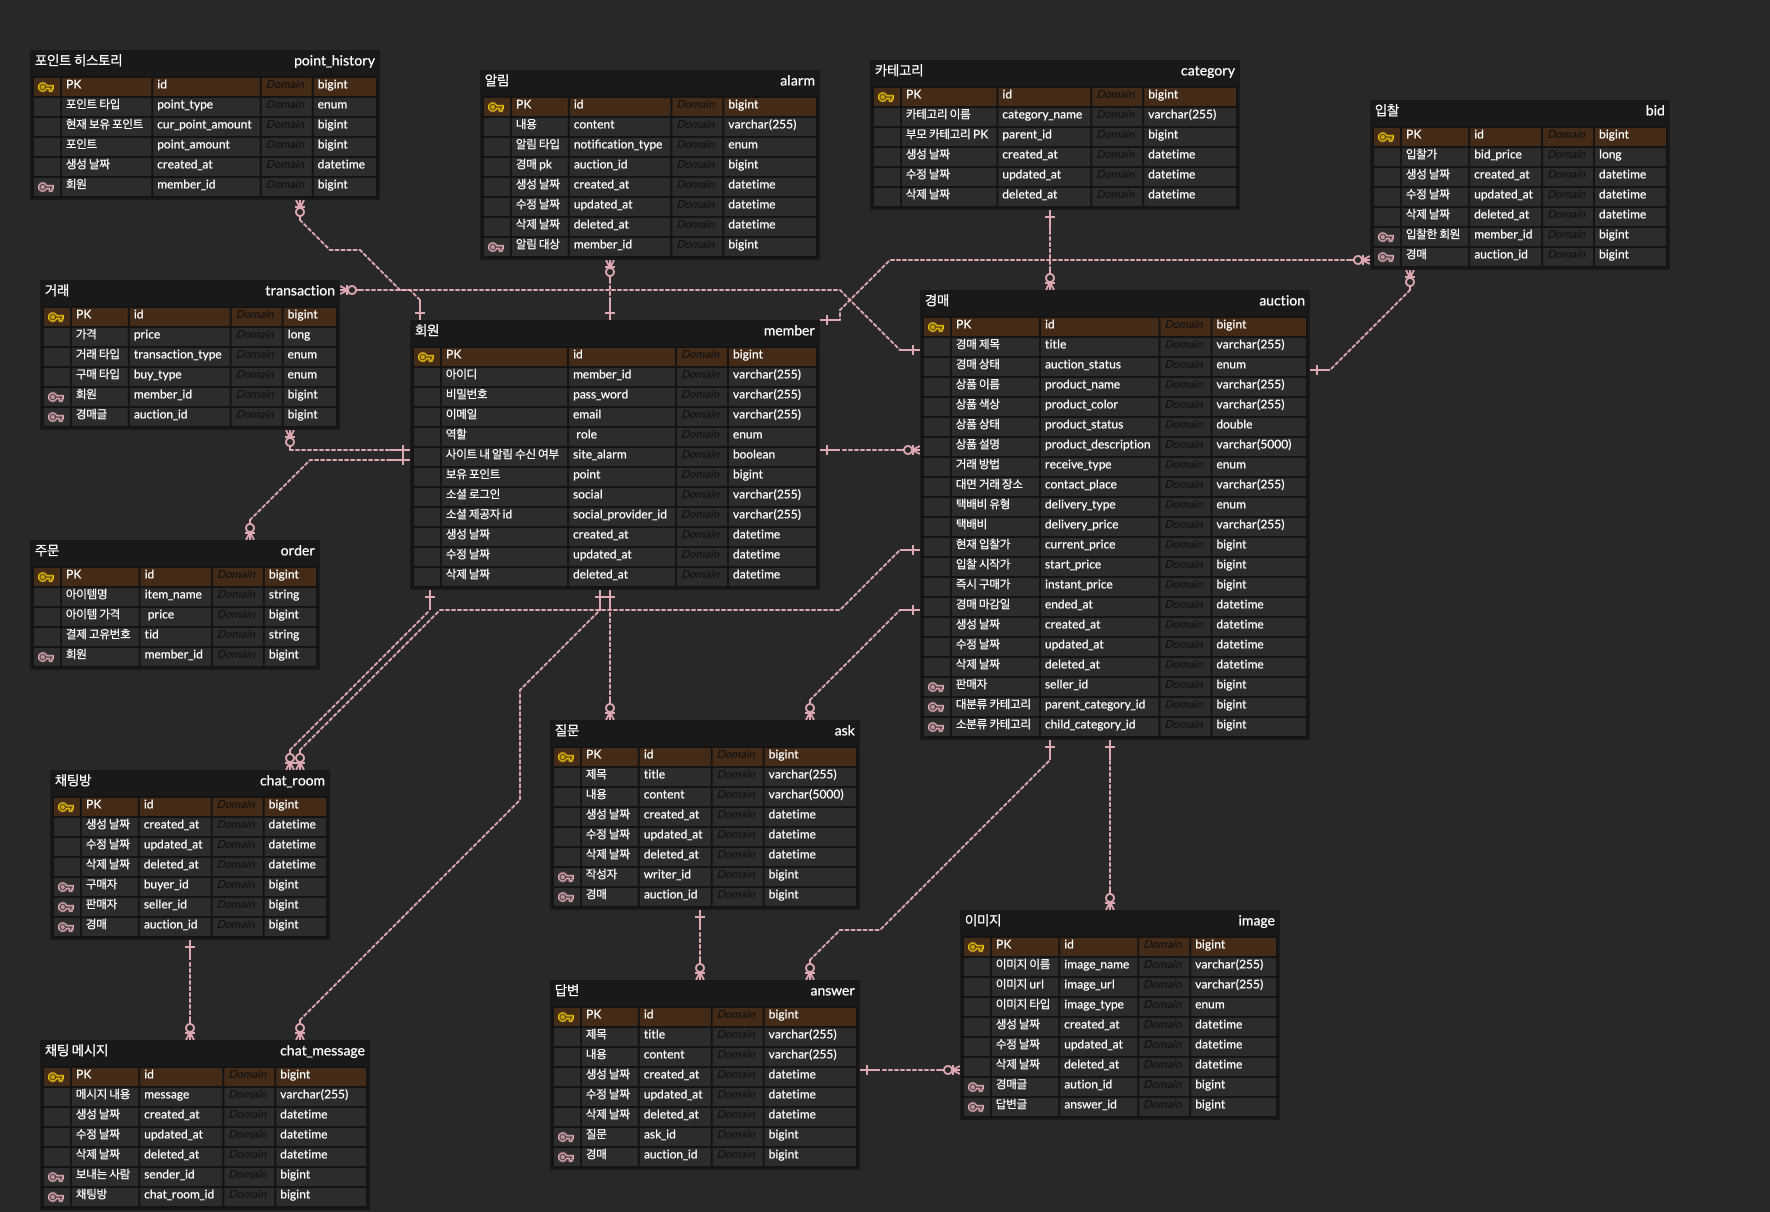 포인트 히스토리 point_history
PK id Domain bigint
포인트 타입 point_type Domain enum
현재 보유 포인트 cur_point_amount Domain bigint
포인트 point_amount Domain bigint
생성 날짜 created_at Domain datetime
회원 member_id Domain bigint
알림 alarm
PK id Domain bigint
내용 content Domain varchar(255)
알림 타입 notification_type Domain enum
경매 pk auction_id Domain bigint
생성 날짜 created_at Domain datetime
수정 날짜 updated_at Domain datetime
삭제 날짜 deleted_at Domain datetime
알림 대상 member_id Domain bigint
카테고리 category
PK id Domain bigint
카테고리 이름 category_name Domain varchar(255)
부모 카테고리 PK parent_id Domain bigint
생성 날짜 created_at Domain datetime
수정 날짜 updated_at Domain datetime
삭제 날짜 deleted_at Domain datetime
입찰 bid
PK id Domain bigint
입찰가 bid_price Domain long
생성 날짜 created_at Domain datetime
수정 날짜 updated_at Domain datetime
삭제 날짜 deleted_at Domain datetime
입찰한 회원 member_id Domain bigint
경매 auction_id Domain bigint
거래 transaction
PK id Domain bigint
가격 price Domain long
거래 타입 transaction_type Domain enum
구매 타입 buy_type Domain enum
회원 member_id Domain bigint
경매글 auction_id Domain bigint
회원 member
PK id Domain bigint
아이디 member_id Domain varchar(255)
비밀번호 pass_word Domain varchar(255)
이메일 email Domain varchar(255)
역할 role Domain enum
사이트 내 알림 수신 여부 site_alarm Domain boolean
보유 포인트 point Domain bigint
소셜 로그인 social Domain varchar(255)
소셜 제공자 id social_provider_id Domain varchar(255)
생성 날짜 created_at Domain datetime
수정 날짜 updated_at Domain datetime
삭제 날짜 deleted_at Domain datetime
경매 auction
PK id Domain bigint
경매 제목 title Domain varchar(255)
경매 상태 auction_status Domain enum
상품 이름 product_name Domain varchar(255)
상품 색상 product_color Domain varchar(255)
상품 상태 product_status Domain double
상품 설명 product_description Domain varchar(5000)
거래 방법 receive_type Domain enum
대면 거래 장소 contact_place Domain varchar(255)
택배비 유형 delivery_type Domain enum
택배비 delivery_price Domain varchar(255)
현재 입찰가 current_price Domain bigint
입찰 시작가 start_price Domain bigint
즉시 구매가 instant_price Domain bigint
경매 마감일 ended_at Domain datetime
생성 날짜 created_at Domain datetime
수정 날짜 updated_at Domain datetime
삭제 날짜 deleted_at Domain datetime
판매자 seller_id Domain bigint
대분류 카테고리 parent_category_id Domain bigint
소분류 카테고리 child_category_id Domain bigint
주문 order
PK id Domain bigint
아이템명 item_name Domain string
아이템 가격 price Domain bigint
결제 고유번호 tid Domain string
회원 member_id Domain bigint
질문 ask
PK id Domain bigint
제목 title Domain varchar(255)
내용 content Domain varchar(5000)
생성 날짜 created_at Domain datetime
수정 날짜 updated_at Domain datetime
삭제 날짜 deleted_at Domain datetime
작성자 writer_id Domain bigint
경매 auction_id Domain bigint
채팅방 chat_room
PK id Domain bigint
생성 날짜 created_at Domain datetime
수정 날짜 updated_at Domain datetime
삭제 날짜 deleted_at Domain datetime
구매자 buyer_id Domain bigint
판매자 seller_id Domain bigint
경매 auction_id Domain bigint
이미지 image
PK id Domain bigint
이미지 이름 image_name Domain varchar(255)
이미지 url image_url Domain varchar(255)
이미지 타입 image_type Domain enum
생성 날짜 created_at Domain datetime
수정 날짜 updated_at Domain datetime
삭제 날짜 deleted_at Domain datetime
경매글 aution_id Domain bigint
답변글 answer_id Domain bigint
답변 answer
PK id Domain bigint
제목 title Domain varchar(255)
내용 content Domain varchar(255)
생성 날짜 created_at Domain datetime
수정 날짜 updated_at Domain datetime
삭제 날짜 deleted_at Domain datetime
질문 ask_id Domain bigint
경매 auction_id Domain bigint
채팅 메시지 chat_message
PK id Domain bigint
메시지 내용 message Domain varchar(255)
생성 날짜 created_at Domain datetime
수정 날짜 updated_at Domain datetime
삭제 날짜 deleted_at Domain datetime
보내는 사람 sender_id Domain bigint
채팅방 chat_room_id Domain bigint